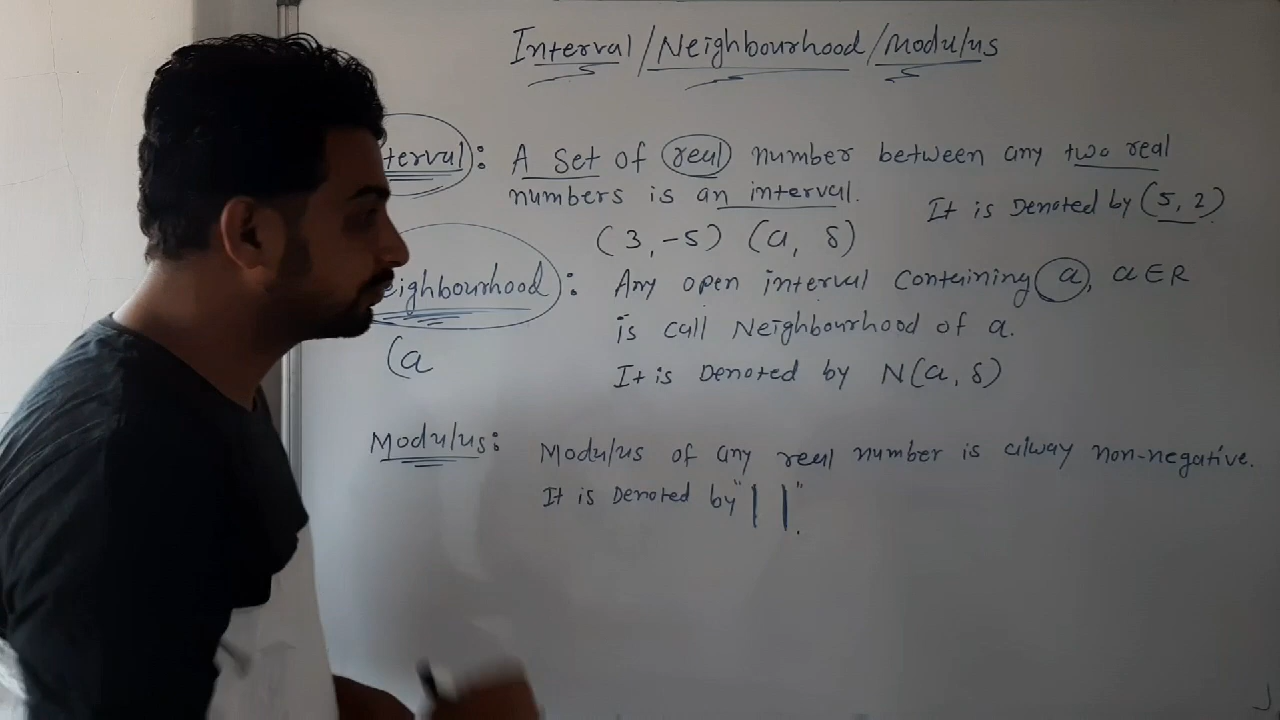 Interval/Neighbourhood/Modulus
terval: A set of real number between any two real
numbers is an interval. It is Denoted by (5, 2)
(3, -5) (a, δ)
eighbourhood: Any open interval Containing a, a ∈ R
is call Neighbourhood of a.
(a
It is Denoted by N(a, δ)
Modulus: Modulus of any real number is alway non-negative.
It is Denoted by "| |".